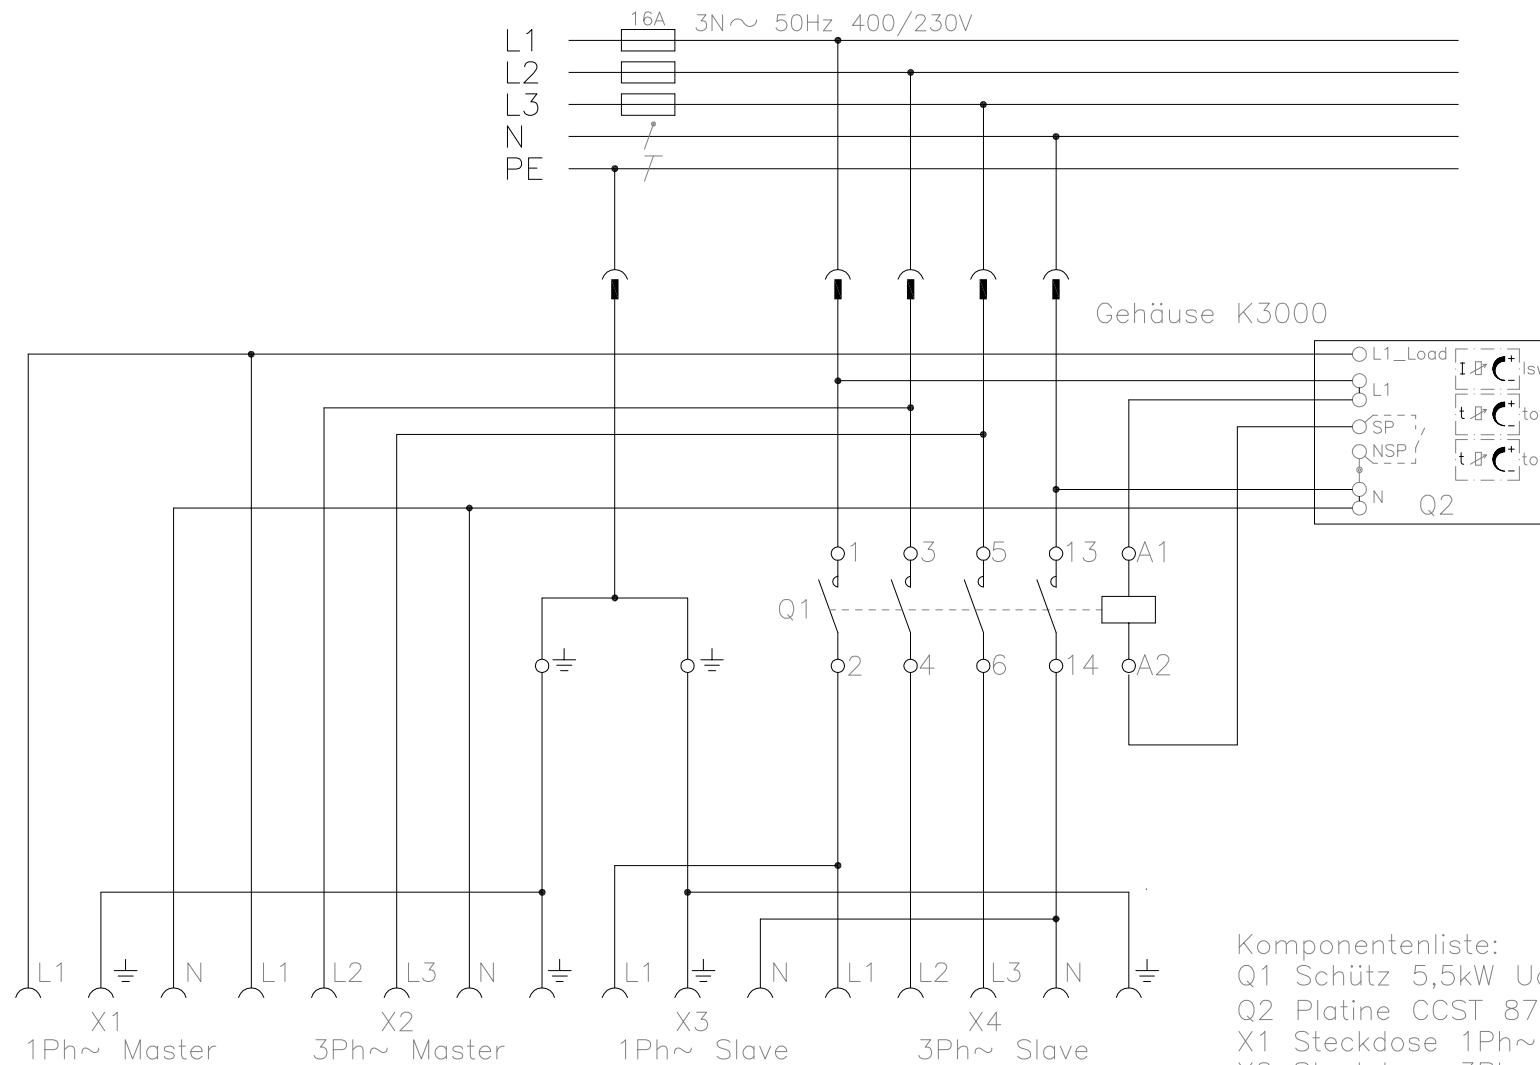 16A 3N~ 50Hz 400/230V
L1
L2
L3
N
PE
Gehäuse K3000
L1_Load
I + -
L1
t + -
SP
NSP
t + -
N
Q2
1 3 5 13 A1
Q1
2 4 6 14 A2
L1 N L1 L2 L3 N L1 N L1 L2 L3 N
X1 X2 X3 X4
1Ph~ Master 3Ph~ Master 1Ph~ Slave 3Ph~ Slave
Komponentenliste:
Q1 Schütz 5,5kW
Q2 Platine CCST 87
X1 Steckdose 1Ph~